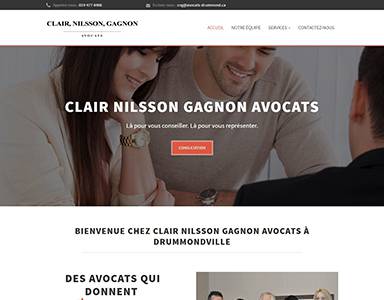 Appelez-nous: 819 477-6868
Écrivez-nous: cng@avocats-drummond.ca
CLAIR, NILSSON, GAGNON
AVOCATS
ACCUEIL
NOTRE ÉQUIPE
SERVICES
CONTACTEZ-NOUS
CLAIR NILSSON GAGNON AVOCATS
Là pour vous conseiller. Là pour vous représenter.
CONSULTATION
BIENVENUE CHEZ CLAIR NILSSON GAGNON AVOCATS À
DRUMMONDVILLE
DES AVOCATS QUI
DONNENT